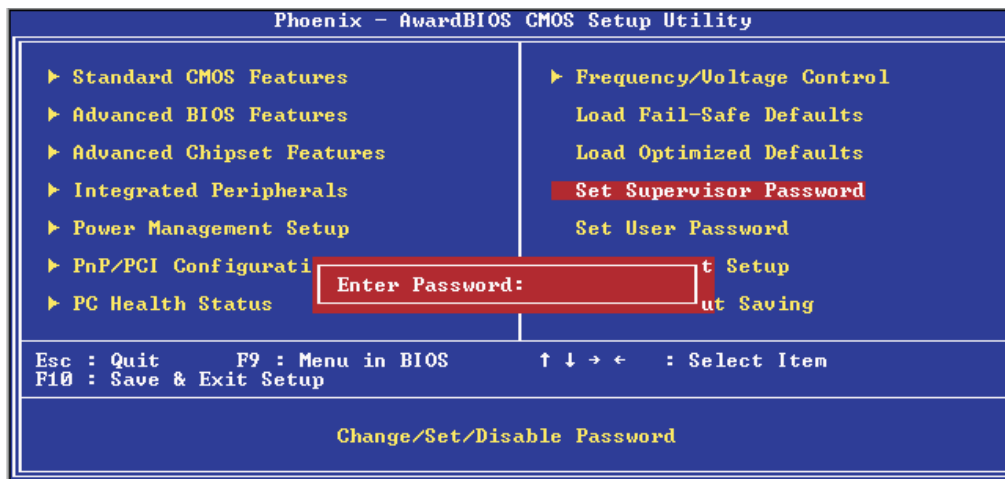 Phoenix - AwardBIOS CMOS Setup Utility
Standard CMOS Features
Advanced BIOS Features
Advanced Chipset Features
Integrated Peripherals
Power Management Setup
PnP/PCI Configurati
PC Health Status
Frequency/Voltage Control
Load Fail-Safe Defaults
Load Optimized Defaults
Set Supervisor Password
Set User Password
t Setup
ut Saving
Enter Password:
Esc : Quit F9 : Menu in BIOS ↑ ↓ → ← : Select Item
F10 : Save & Exit Setup
Change/Set/Disable Password